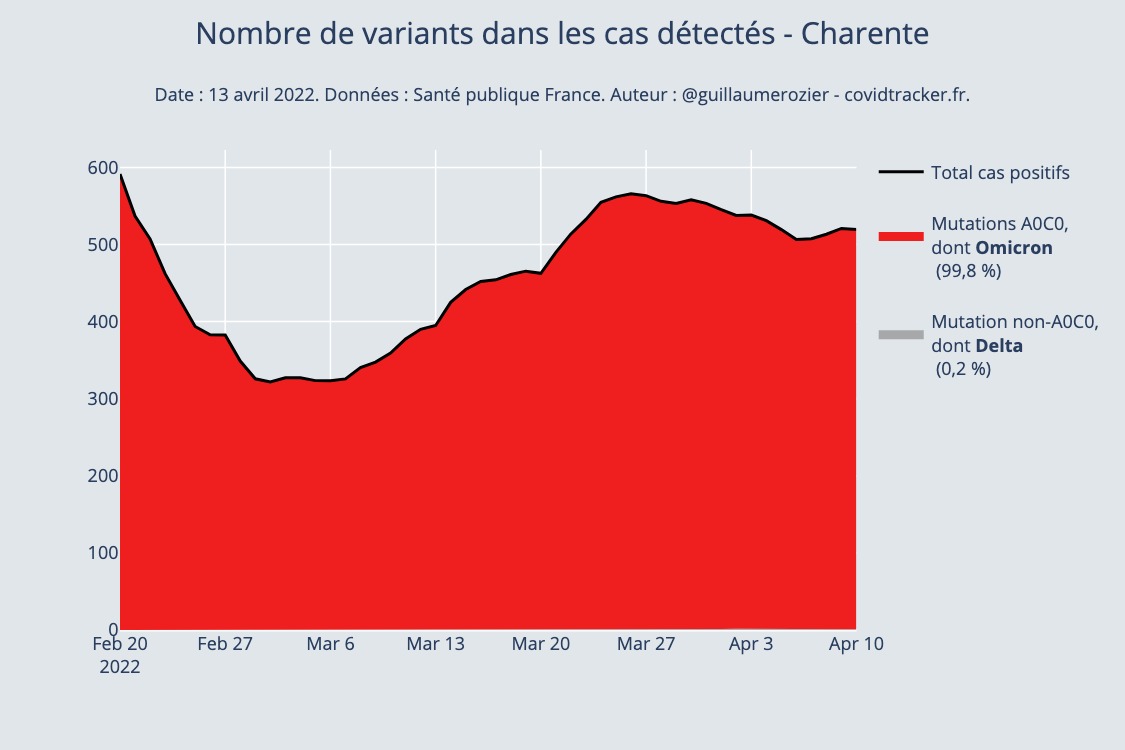 Nombre de variants dans les cas détectés - Charente
Date : 13 avril 2022. Données : Santé publique France. Auteur : @guillaumerozier - covidtracker.fr.
600
500
400
300
200
100
0
Feb 20 Feb 27 Mar 6 Mar 13 Mar 20 Mar 27 Apr 3 Apr 10
2022
Total cas positifs
Mutations A0C0,
dont Omicron
(99,8 %)
Mutation non-A0C0,
dont Delta
(0,2 %)